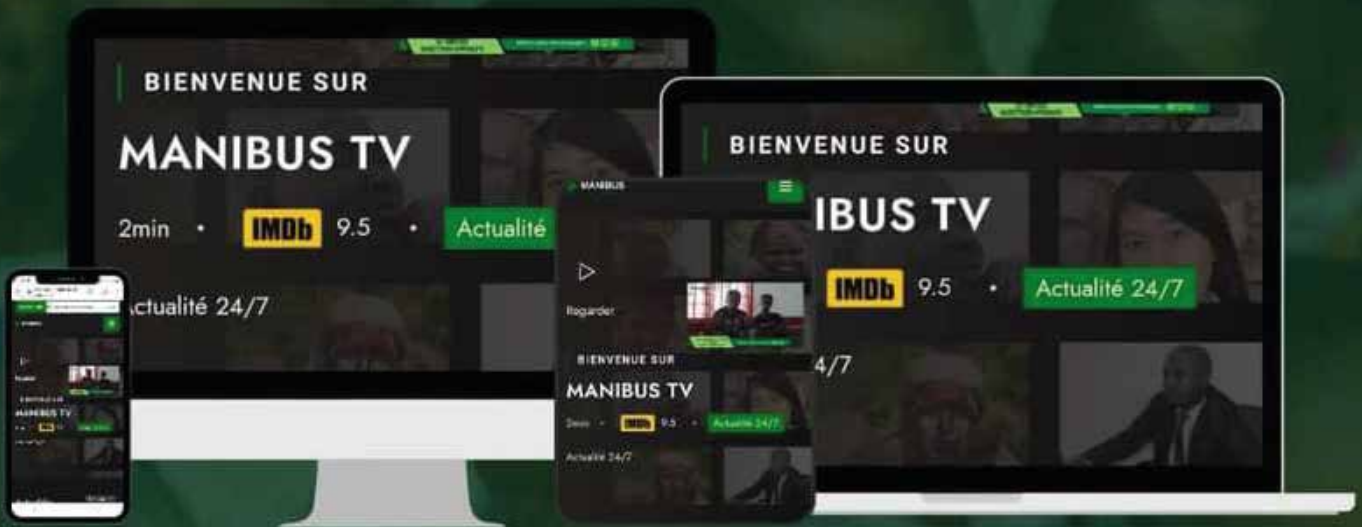 BIENVENUE SUR
MANIBUS TV
2min • IMDb 9.5 • Actualité
Actualité 24/7
BIENVENUE SUR
IBUS TV
IMDb 9.5 • Actualité 24/7
4/7
MANIBUS
Regarder
BIENVENUE SUR
MANIBUS TV
2min • IMDb 9.5 • Actualité 24/7
Actualité 24/7
MANIBUS TV